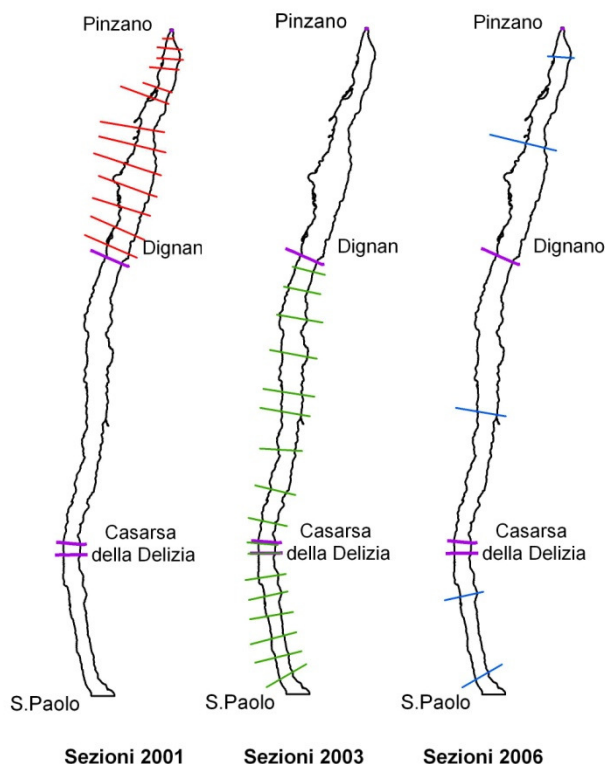 Pinzano
Pinzano
Pinzano
Dignan
Dignan
Dignano
Casarsa
della Delizia
Casarsa
della Delizia
Casarsa
della Delizia
S.Paolo
S.Paolo
S.Paolo
Sezioni 2001
Sezioni 2003
Sezioni 2006